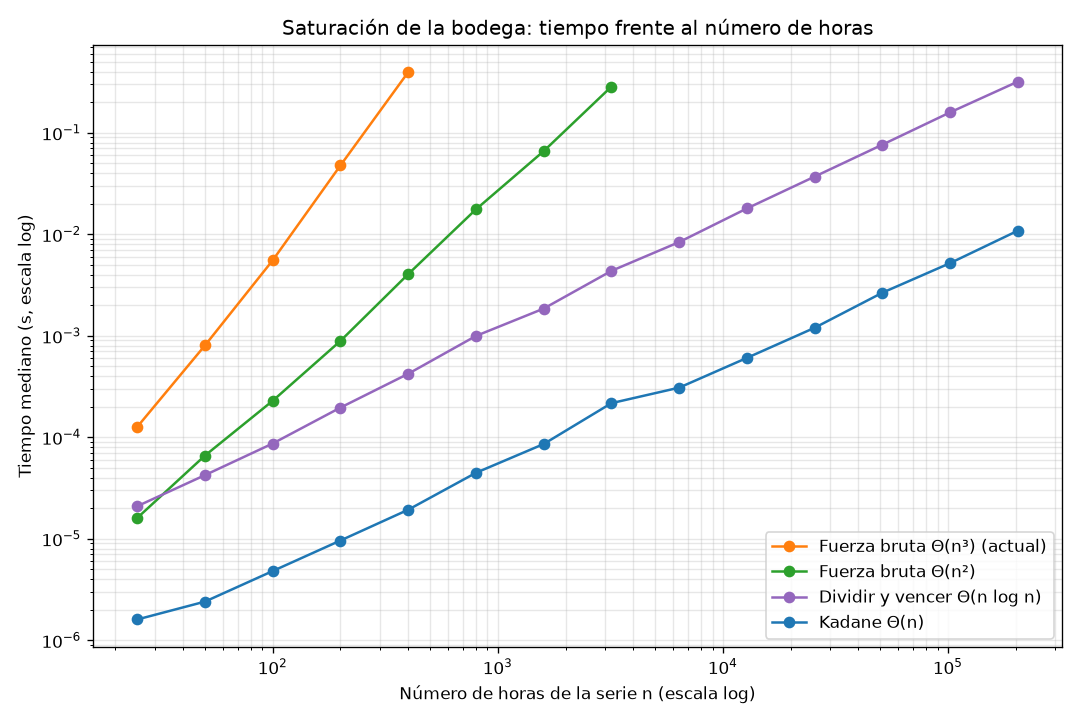 Saturación de la bodega: tiempo frente al número de horas
Tiempo mediano (s, escala log)
10⁻¹
10⁻²
10⁻³
10⁻⁴
10⁻⁵
10⁻⁶
10²
10³
10⁴
10⁵
Número de horas de la serie n (escala log)
Fuerza bruta Θ(n³) (actual)
Fuerza bruta Θ(n²)
Dividir y vencer Θ(n log n)
Kadane Θ(n)